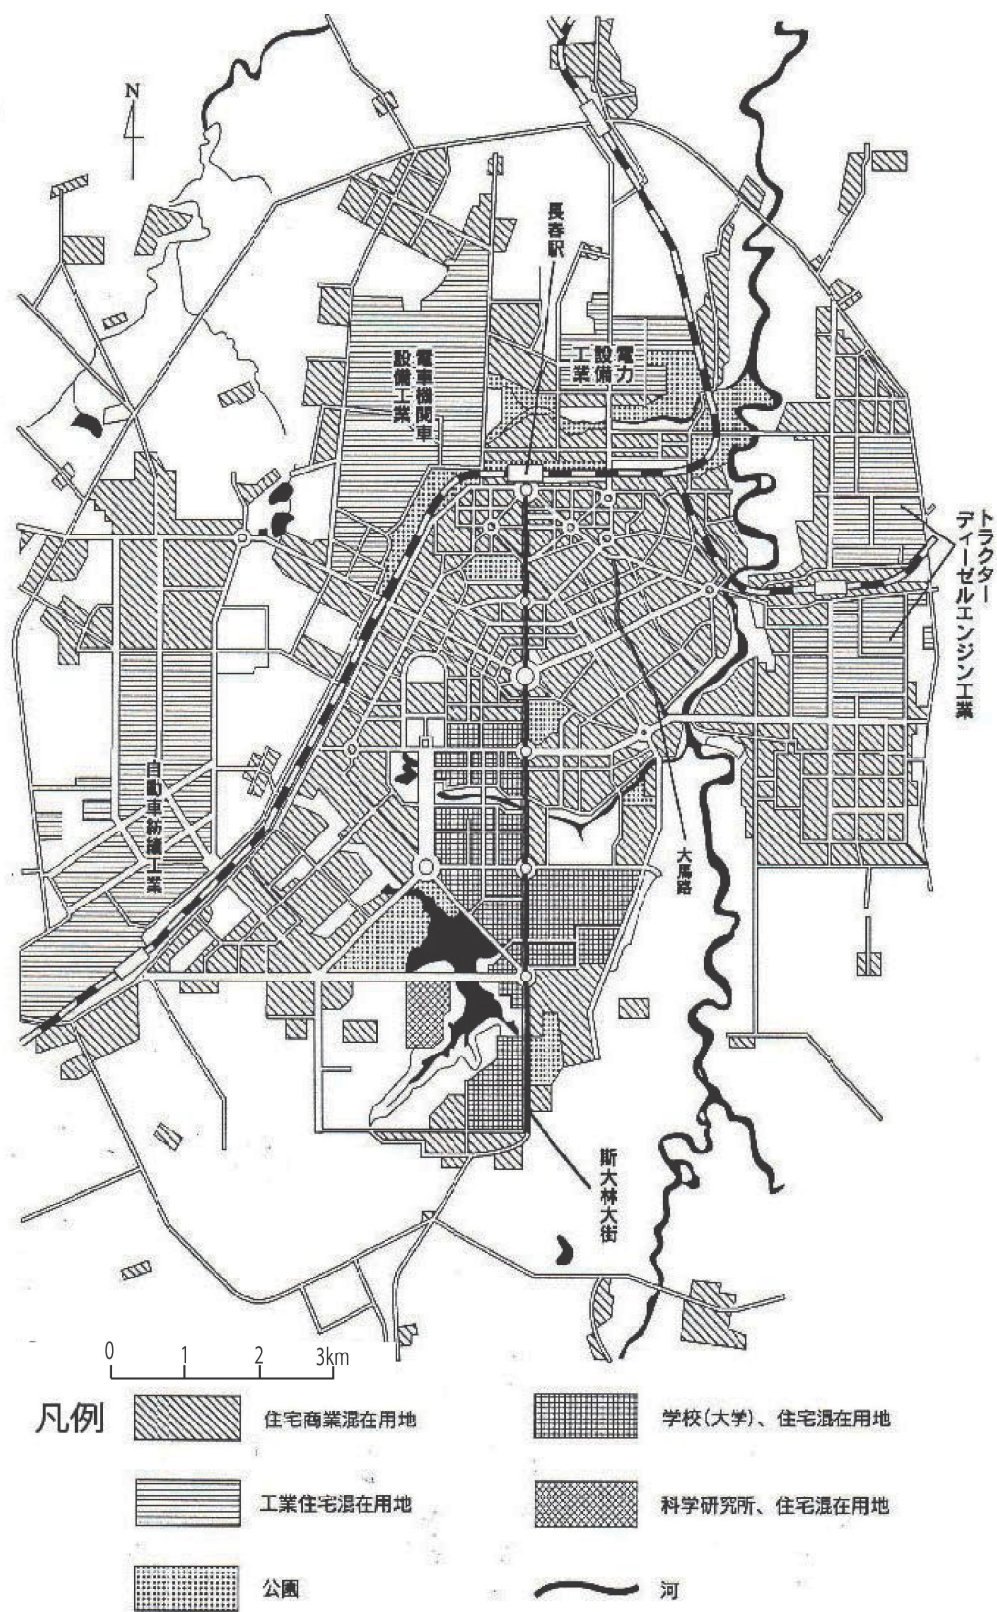 N
長春駅
電力
設備
工業
電車機関車
設備工業
トラクター
ディーゼルエンジン工業
自動車紡績工業
大馬路
斯大林大街
0 1 2 3km
凡例
住宅商業混在用地
工業住宅混在用地
公園
学校(大学)、住宅混在用地
科学研究所、住宅混在用地
河